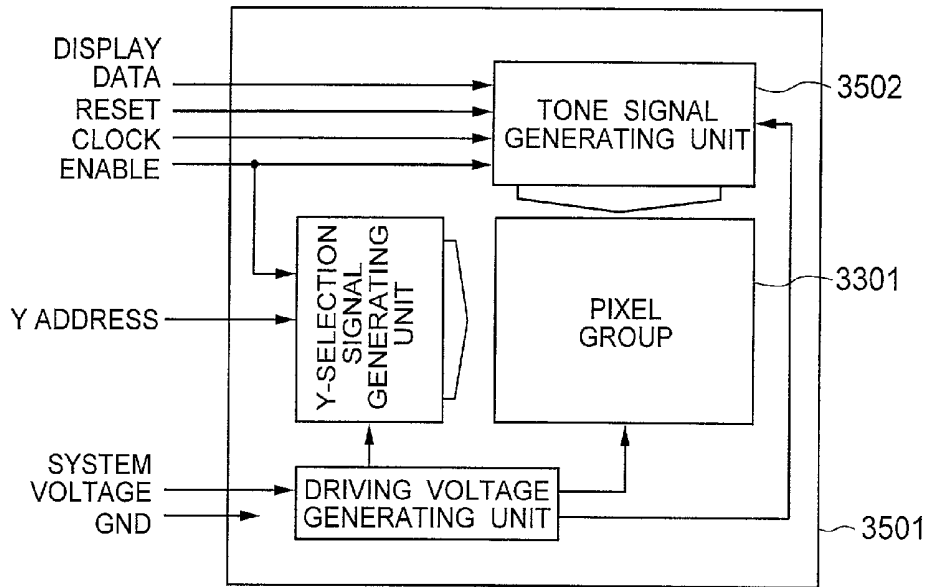 DISPLAY
DATA
RESET
CLOCK
ENABLE
TONE SIGNAL
GENERATING UNIT
3502
Y-SELECTION
SIGNAL
GENERATING
UNIT
Y ADDRESS
PIXEL
GROUP
3301
SYSTEM
VOLTAGE
GND
DRIVING VOLTAGE
GENERATING UNIT
3501